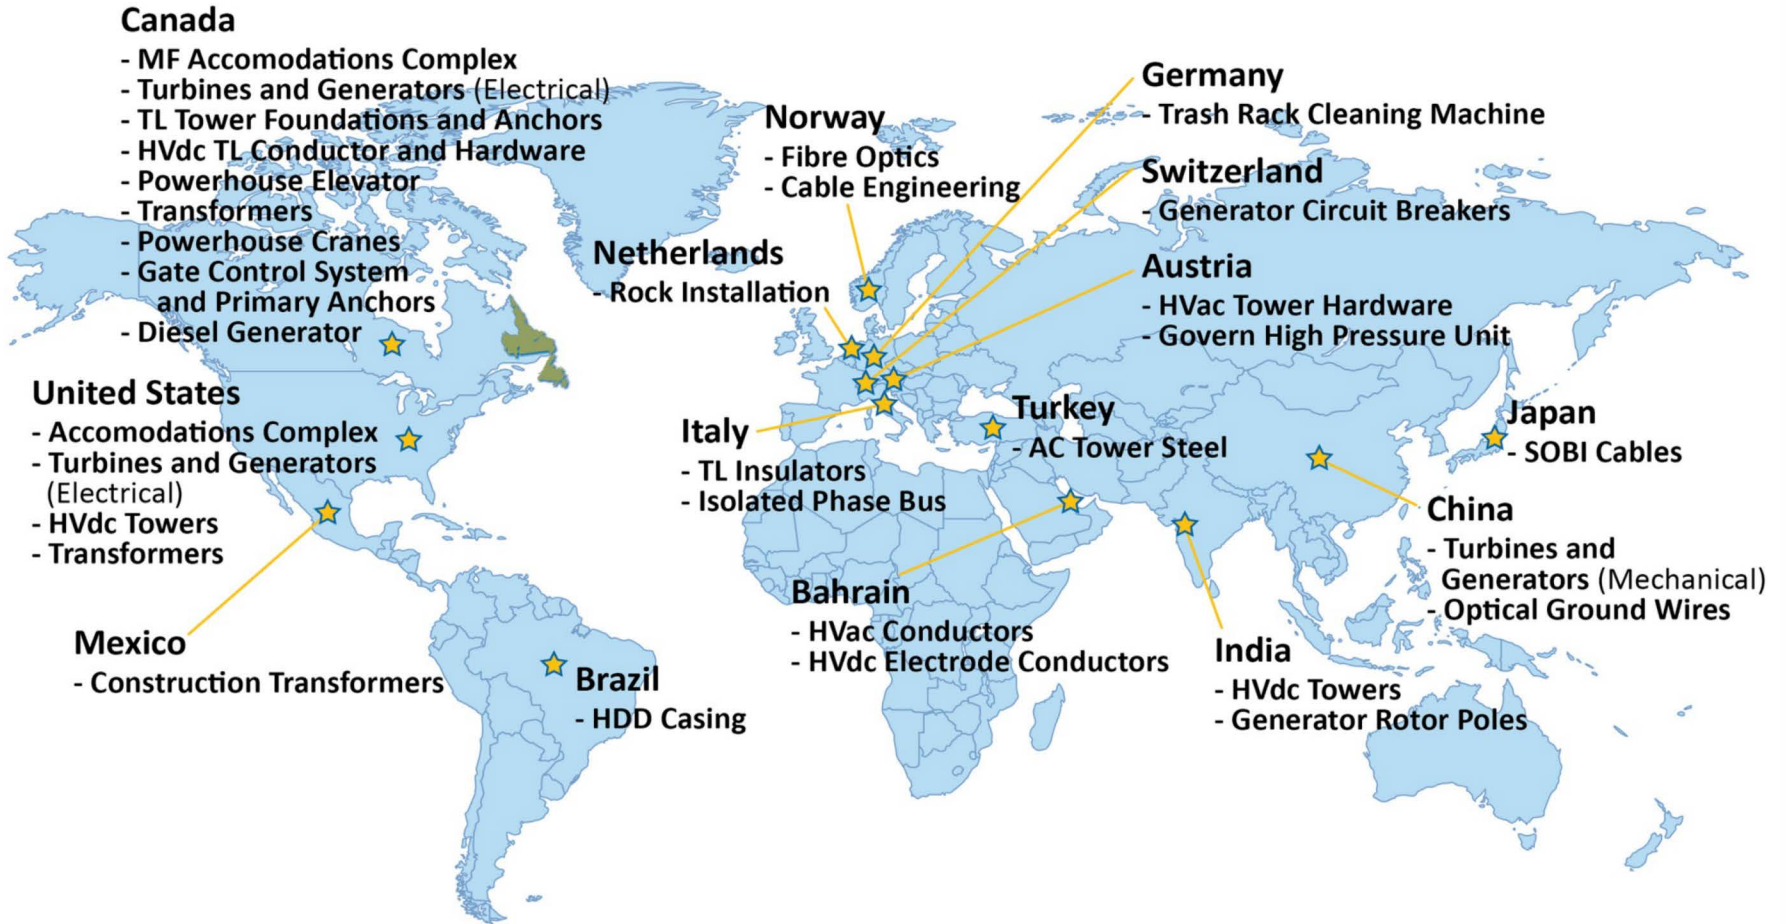 Canada
- MF Accomodations Complex
- Turbines and Generators (Electrical)
- TL Tower Foundations and Anchors
- HVdc TL Conductor and Hardware
- Powerhouse Elevator
- Transformers
- Powerhouse Cranes
- Gate Control System
and Primary Anchors
- Diesel Generator
United States
- Accomodations Complex
- Turbines and Generators
(Electrical)
- HVdc Towers
- Transformers
Mexico
- Construction Transformers
Brazil
- HDD Casing
Norway
- Fibre Optics
- Cable Engineering
Netherlands
- Rock Installation
Italy
- TL Insulators
- Isolated Phase Bus
Bahrain
- HVac Conductors
- HVdc Electrode Conductors
Germany
- Trash Rack Cleaning Machine
Switzerland
- Generator Circuit Breakers
Austria
- HVac Tower Hardware
- Govern High Pressure Unit
Turkey
- AC Tower Steel
Japan
- SOBI Cables
China
- Turbines and
Generators (Mechanical)
- Optical Ground Wires
India
- HVdc Towers
- Generator Rotor Poles